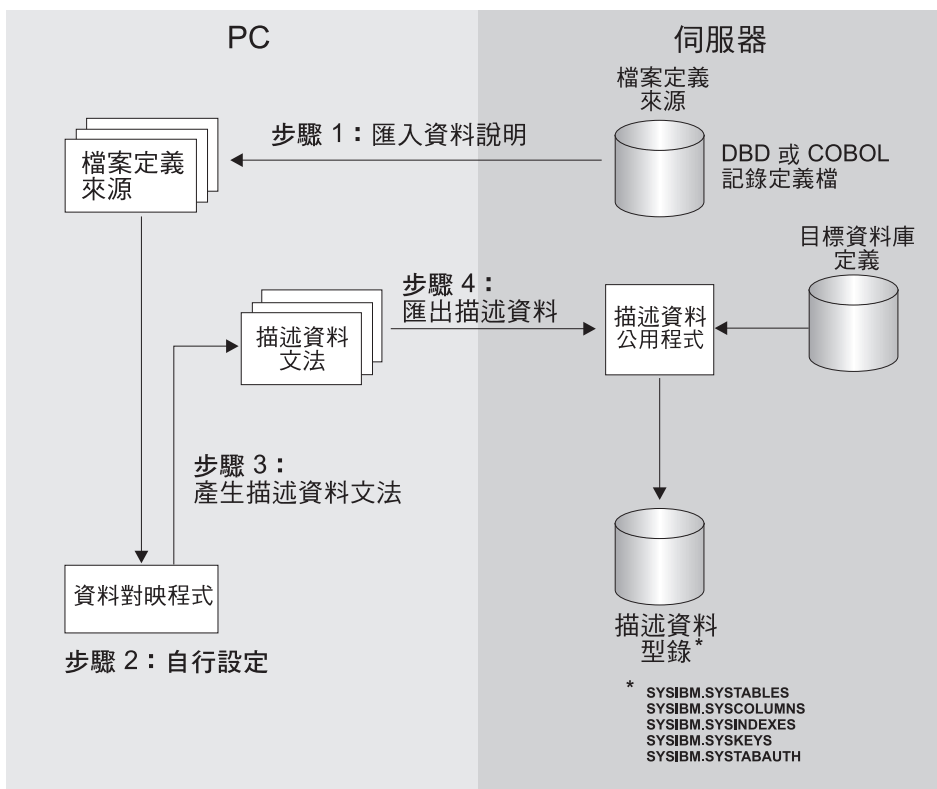 PC
伺服器
檔案定義
來源
步驟 1：匯入資料說明
檔案定義
來源
DBD 或 COBOL
記錄定義檔
目標資料庫
定義
步驟 4：
匯出描述資料
描述資料
文法
描述資料
公用程式
步驟 3：
產生描述資料文法
資料對映程式
步驟 2：自行設定
描述資料
型錄*
* SYSIBM.SYSTABLES
SYSIBM.SYSCOLUMNS
SYSIBM.SYSINDEXES
SYSIBM.SYSKEYS
SYSIBM.SYSTABAUTH